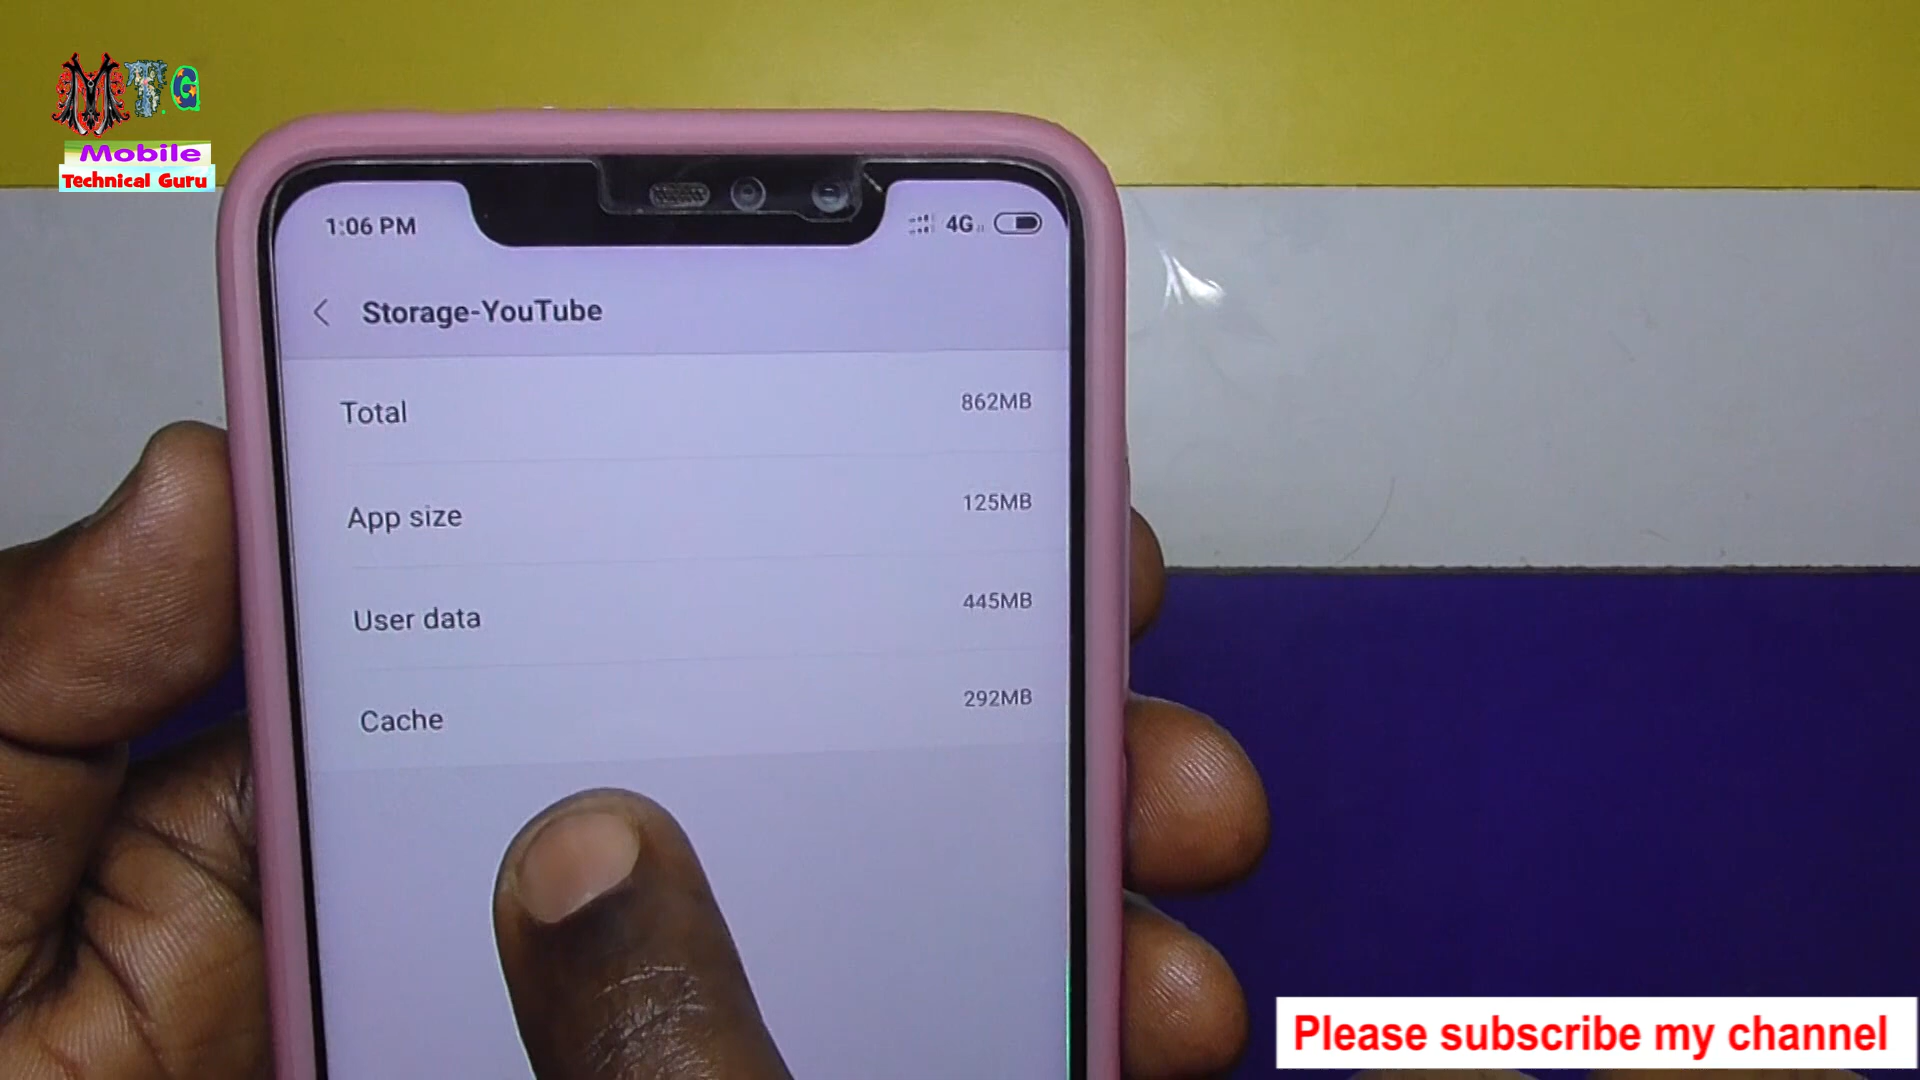 M.T.G
Mobile
Technical Guru
1:06 PM
4G
Storage-YouTube
Total 862MB
App size 125MB
User data 445MB
Cache 292MB
Please subscribe my channel